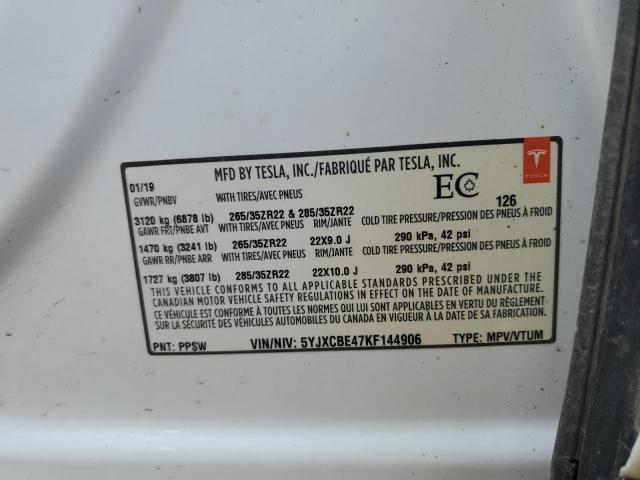 MFD BY TESLA, INC./FABRIQUÉ PAR TESLA, INC.
01/19
GVWR/PNBV WITH TIRES/AVEC PNEUS EC 126
TESLA
3120 kg (6878 lb) 265/35ZR22 & 285/35ZR22
GAWR FRT/PNBE AVT WITH TIRES/AVEC PNEUS RIM/JANTE COLD TIRE PRESSURE/PRESSION DES PNEUS À FROID
1470 kg (3241 lb) 265/35ZR22 22X9.0 J 290 kPa, 42 psi
GAWR RR/PNBE ARR WITH TIRES/AVEC PNEUS RIM/JANTE COLD TIRE PRESSURE/PRESSION DES PNEUS À FROID
1727 kg (3807 lb) 285/35ZR22 22X10.0 J 290 kPa, 42 psi
THIS VEHICLE CONFORMS TO ALL APPLICABLE STANDARDS PRESCRIBED UNDER THE
CANADIAN MOTOR VEHICLE SAFETY REGULATIONS IN EFFECT ON THE DATE OF MANUFACTURE.
CE VÉHICULE EST CONFORME À TOUTES LES NORMES QUI LUI SONT APPLICABLES EN VERTU DU RÈGLEMENT
SUR LA SÉCURITÉ DES VÉHICULES AUTOMOBILES DU CANADA EN VIGUEUR À LA DATE DE SA FABRICATION.
PNT: PPSW VIN/NIV: 5YJXCBE47KF144906 TYPE: MPV/VTUM